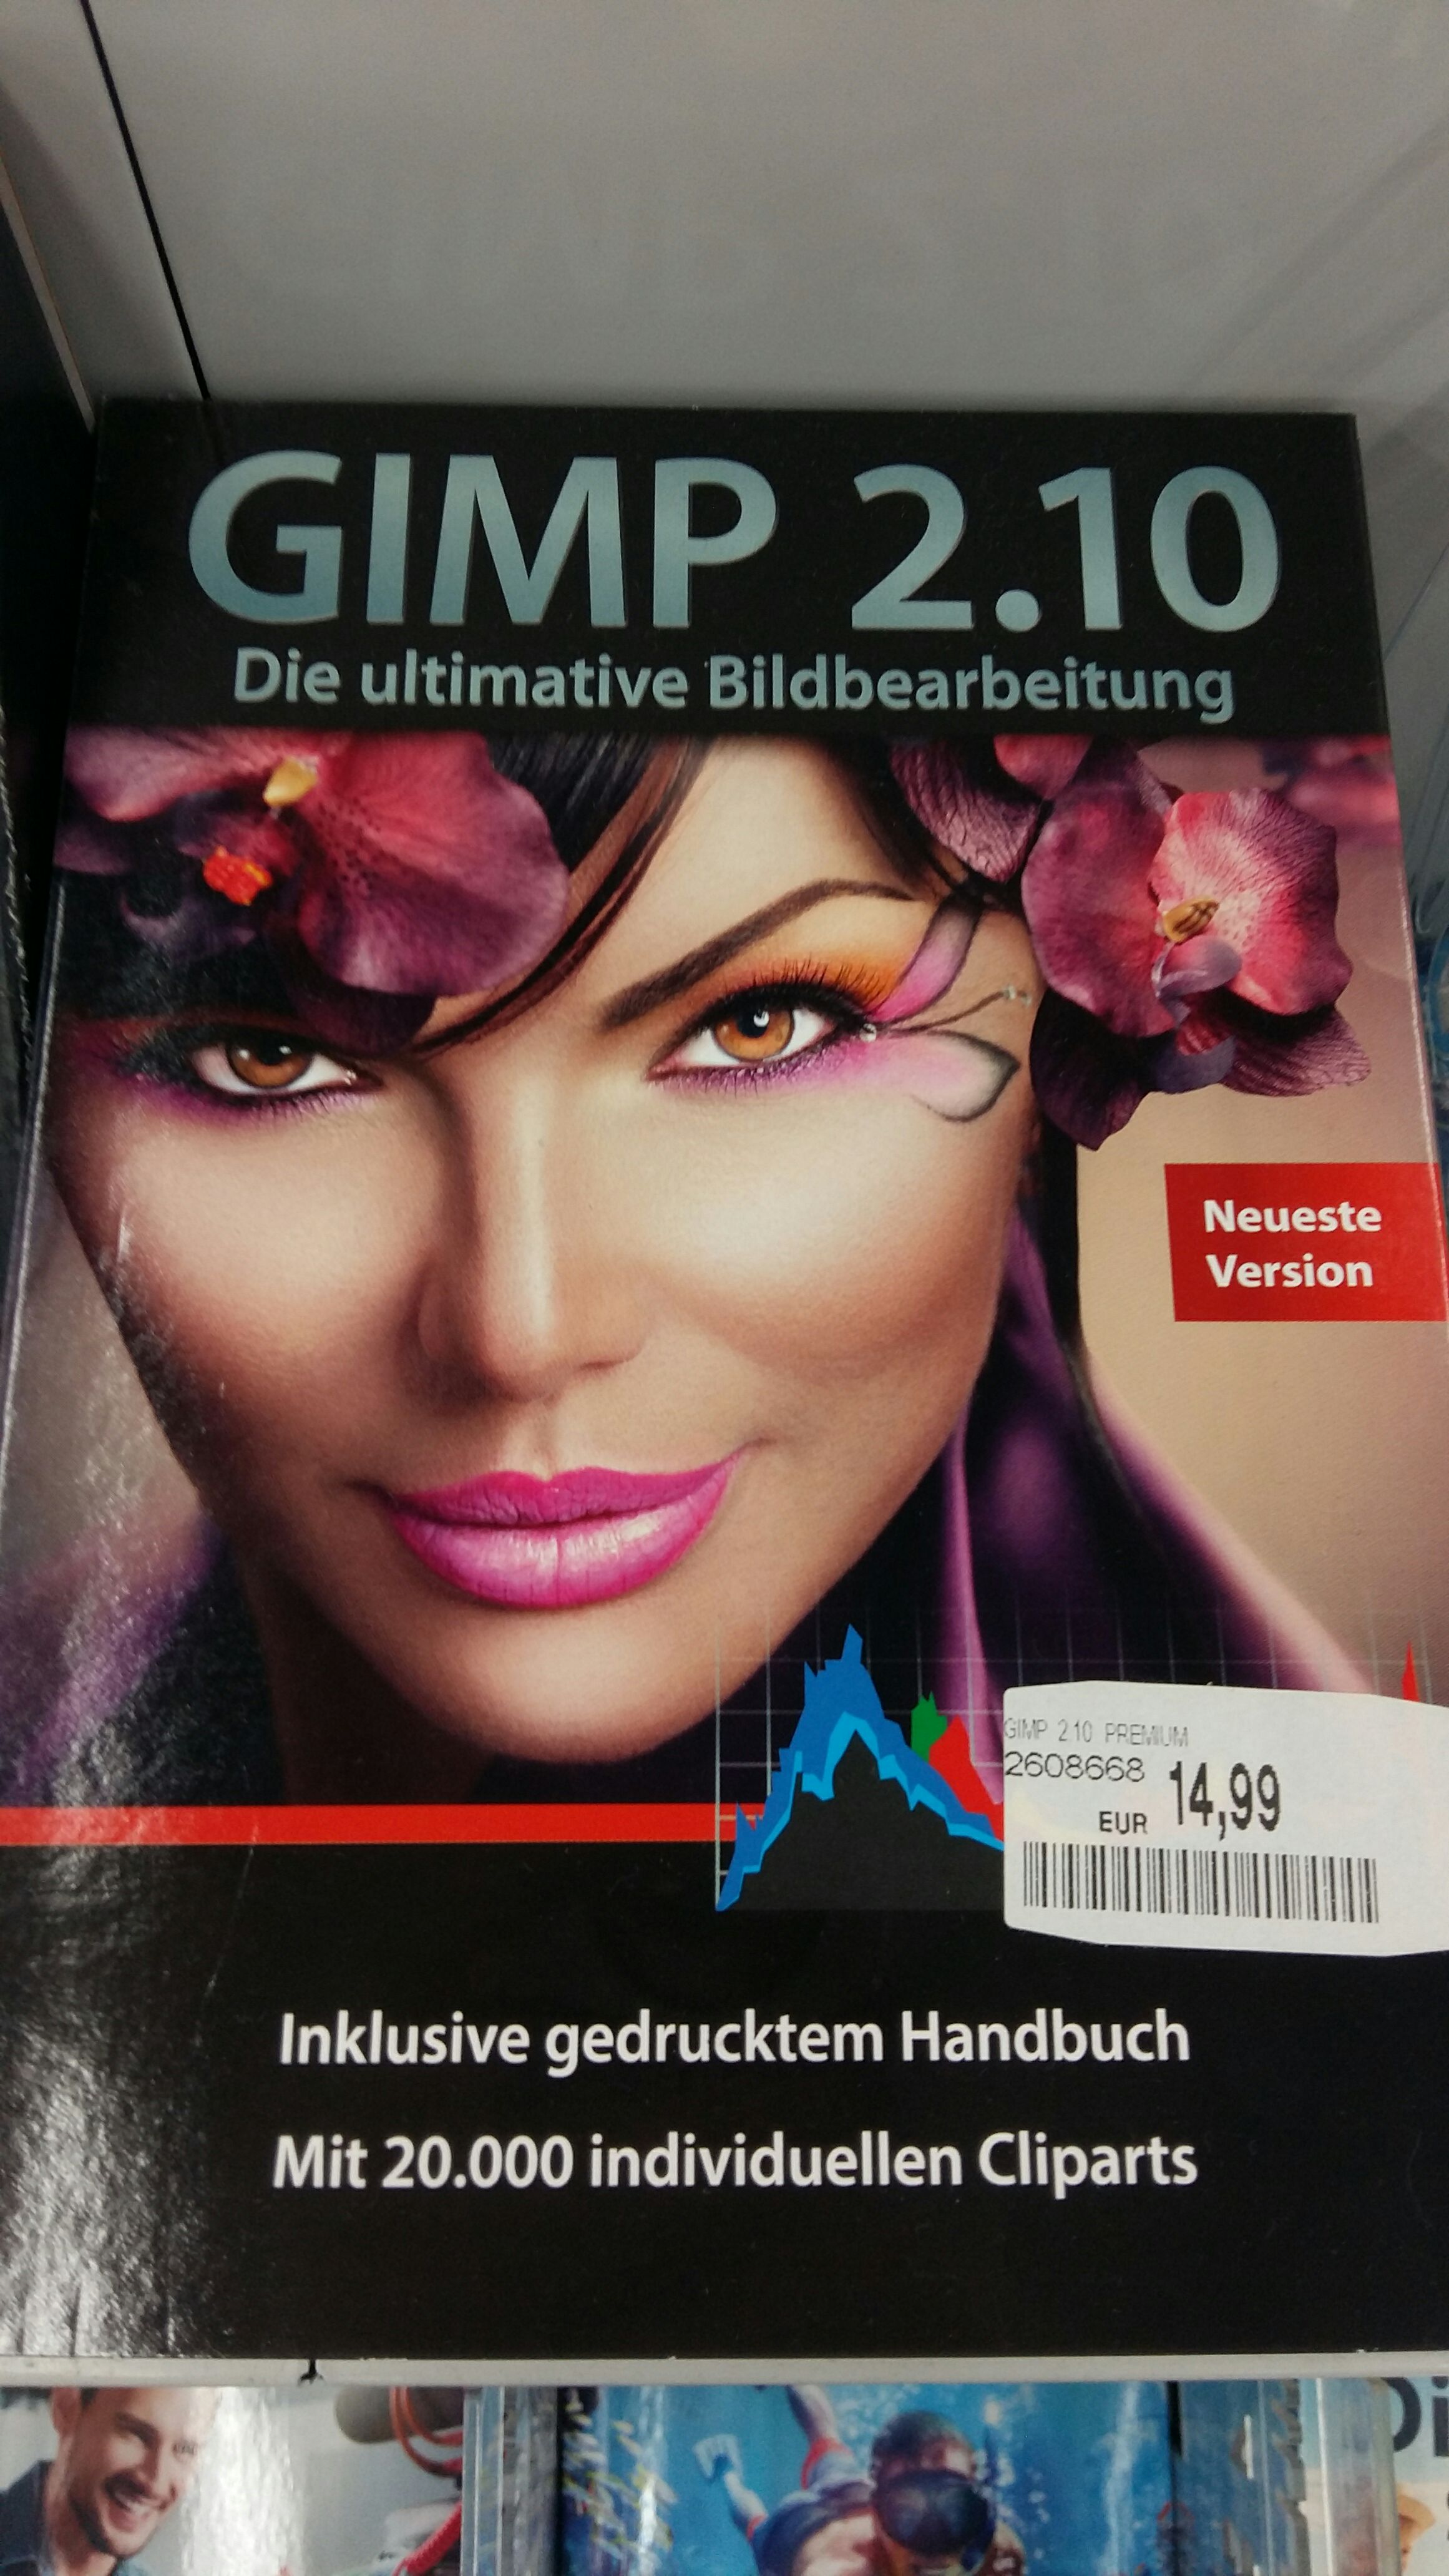 GIMP 2.10
Die ultimative Bildbearbeitung
Neueste
Version
GIMP 2.10 PREMIUM
2608668
EUR 14,99
Inklusive gedrucktem Handbuch
Mit 20.000 individuellen Cliparts